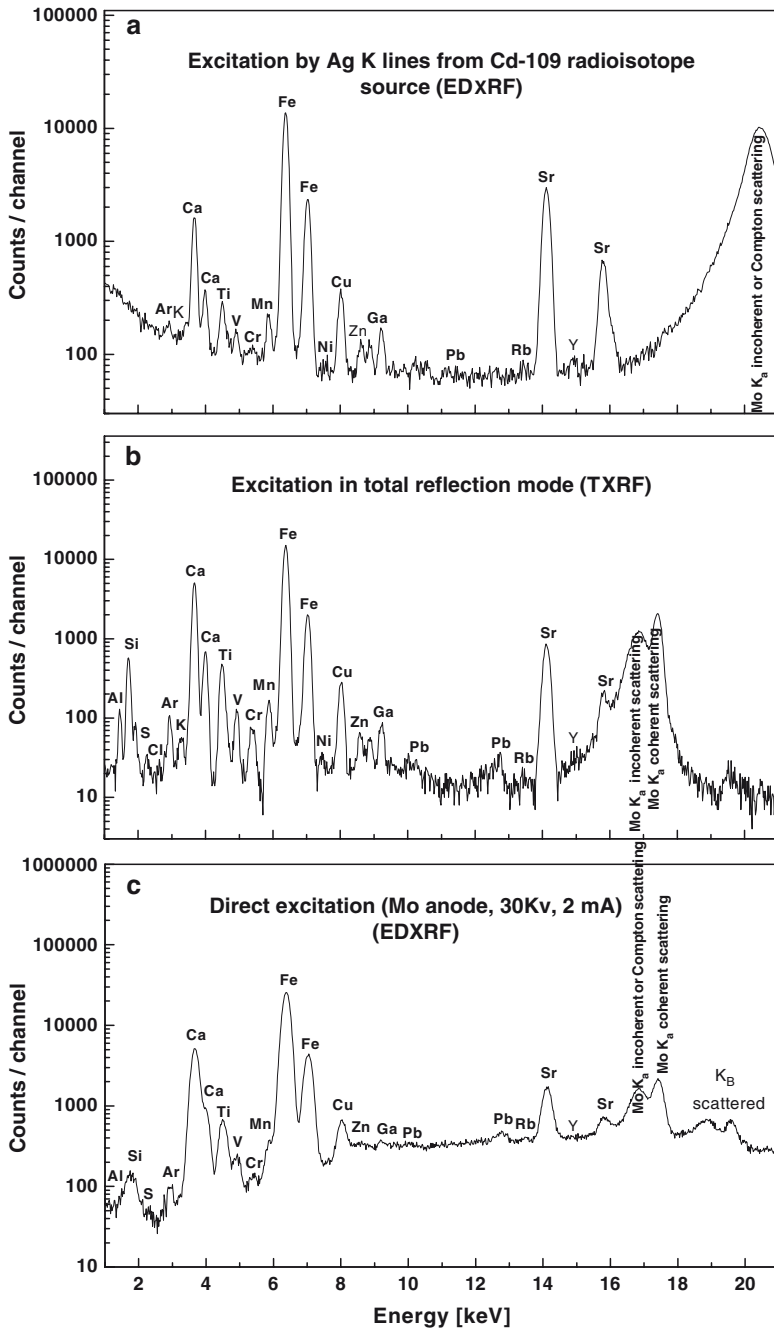 a
Excitation by Ag K lines from Cd-109 radioisotope
source (EDXRF)
Counts / channel
100000
10000
1000
100
Ar
K
Ca
Ca
Ti
V
Cr
Mn
Fe
Fe
Ni
Cu
Zn
Ga
Pb
Rb
Sr
Y
Sr
Mo Ka incoherent or Compton scattering
b
Excitation in total reflection mode (TXRF)
Counts / channel
100000
10000
1000
100
10
Al
Si
S
Cl
Ar
K
Ca
Ca
Ti
V
Cr
Mn
Fe
Fe
Ni
Cu
Zn
Ga
Pb
Pb
Rb
Sr
Y
Sr
Mo Ka incoherent scattering
Mo Ka coherent scattering
c
Direct excitation (Mo anode, 30Kv, 2 mA)
(EDXRF)
Counts / channel
1000000
100000
10000
1000
100
10
Al
Si
S
Ar
Ca
Ca
Ti
V
Cr
Mn
Fe
Fe
Cu
Zn
Ga
Pb
Pb
Rb
Sr
Y
Sr
Mo Ka incoherent or Compton scattering
Mo Ka coherent scattering
KB
scattered
2 4 6 8 10 12 14 16 18 20
Energy [keV]